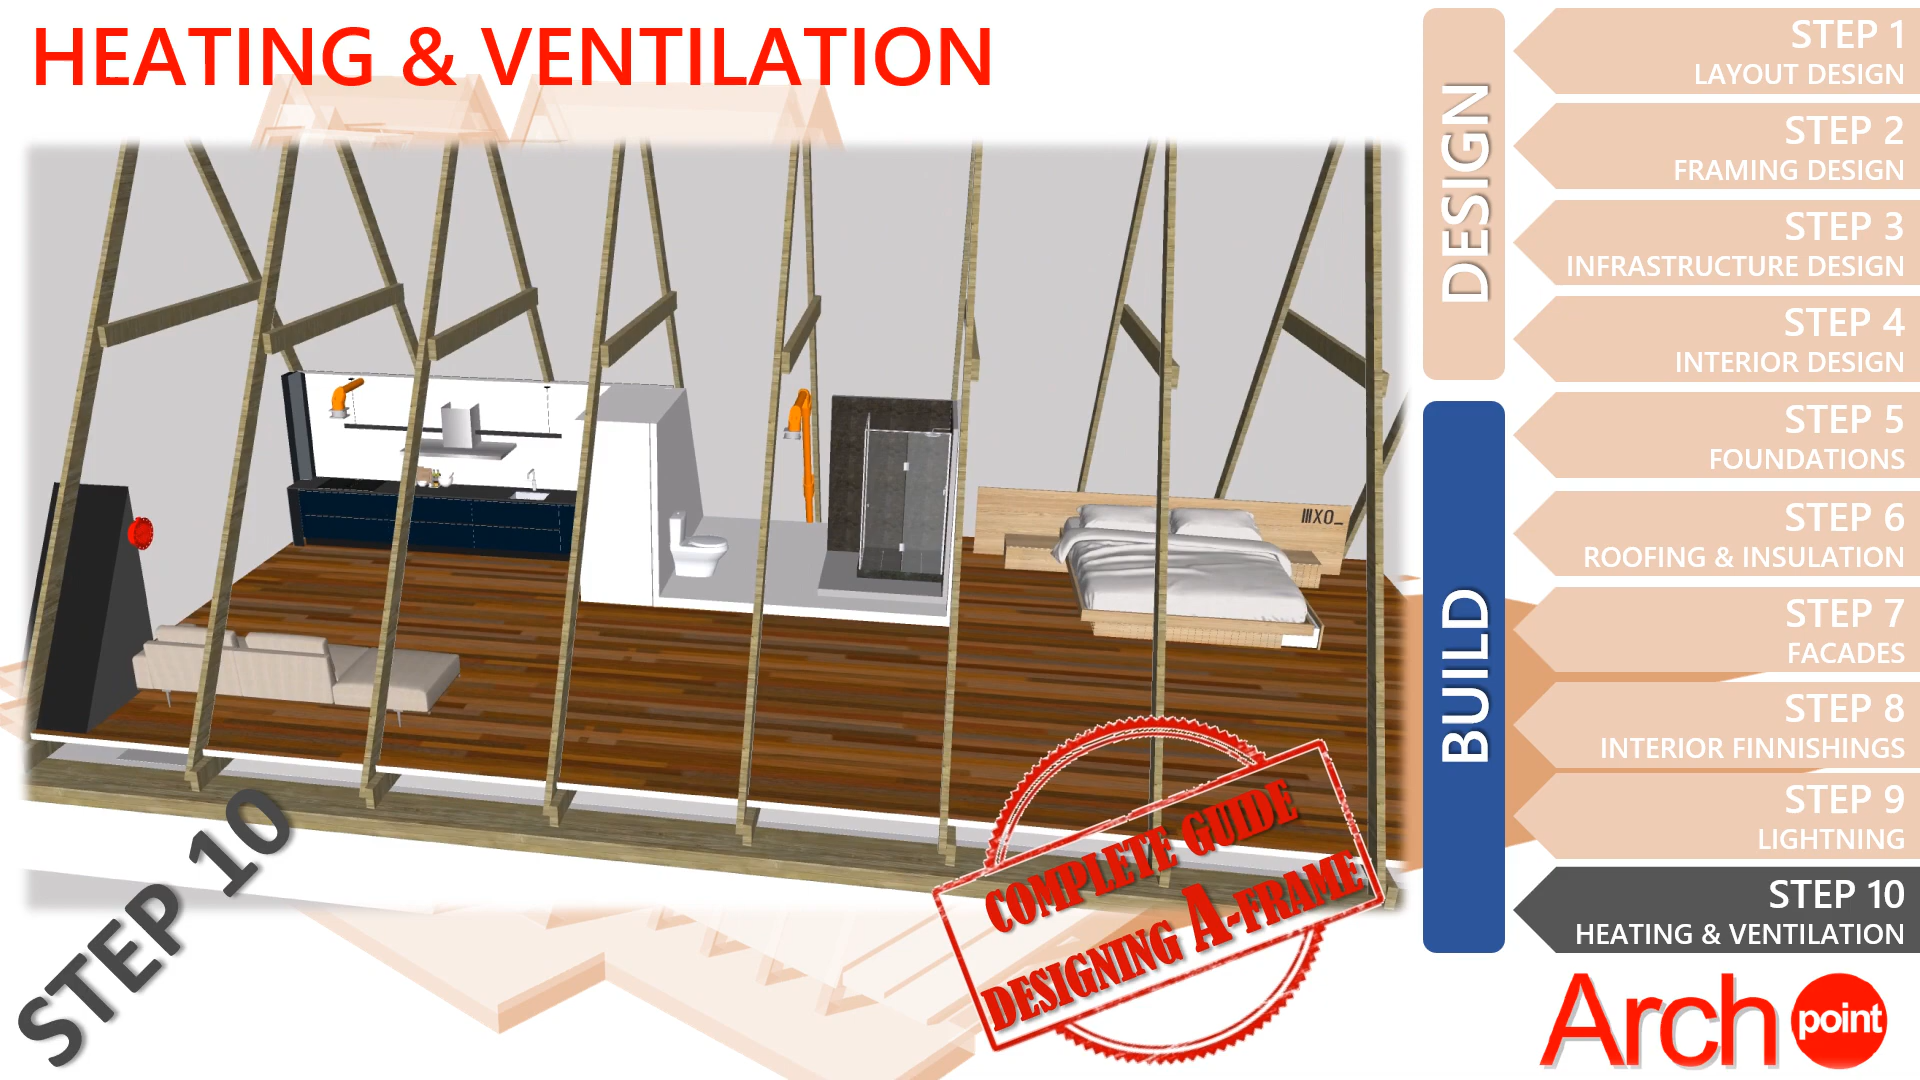 HEATING & VENTILATION
DESIGN
STEP 1
LAYOUT DESIGN
STEP 2
FRAMING DESIGN
STEP 3
INFRASTRUCTURE DESIGN
STEP 4
INTERIOR DESIGN
BUILD
STEP 5
FOUNDATIONS
STEP 6
ROOFING & INSULATION
STEP 7
FACADES
STEP 8
INTERIOR FINNISHINGS
STEP 9
LIGHTNING
STEP 10
HEATING & VENTILATION
IIIXO_
STEP 10
COMPLETE GUIDE
DESIGNING A-FRAME
Arch point